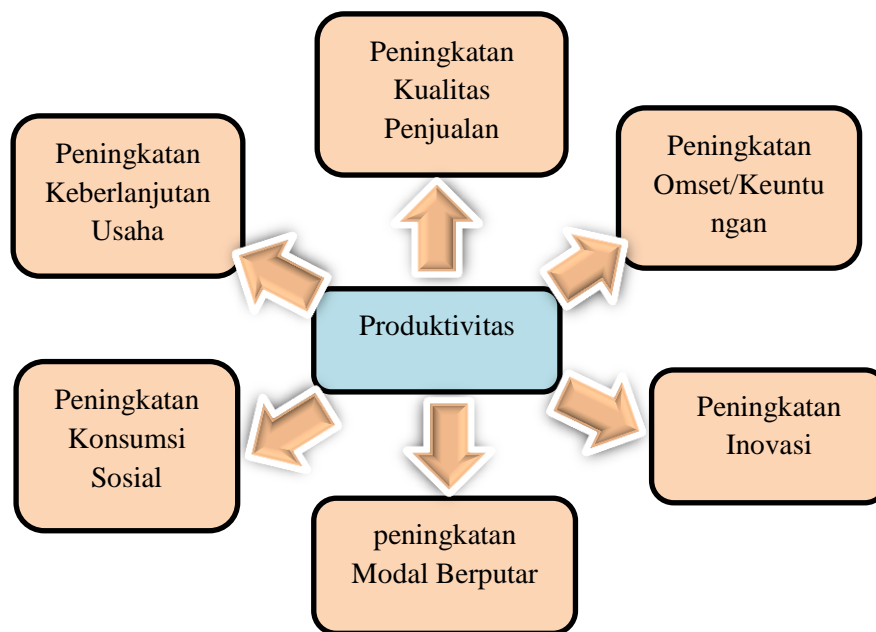 Peningkatan
Kualitas
Penjualan
Peningkatan
Keberlanjutan
Usaha
Peningkatan
Omset/Keuntu
ngan
Produktivitas
Peningkatan
Konsumsi
Sosial
Peningkatan
Inovasi
peningkatan
Modal Berputar